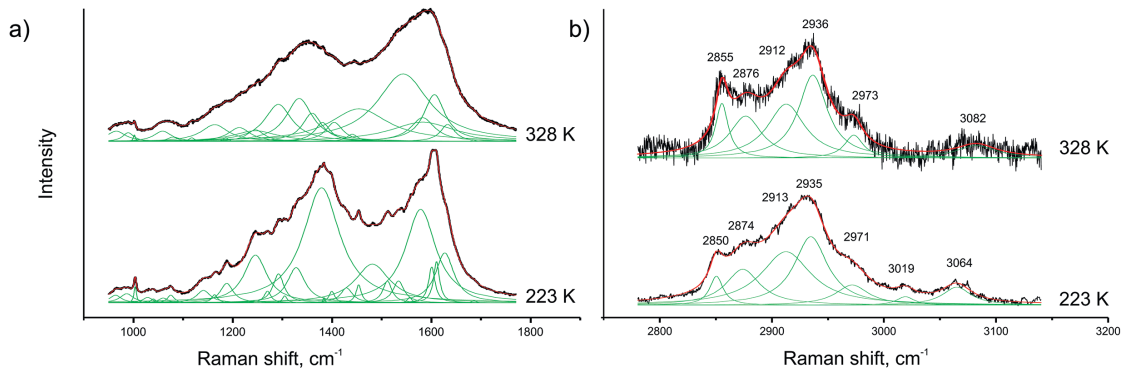 a)
Intensity
328 K
223 K
1000
1200
1400
1600
1800
Raman shift, cm-1
b)
2936
2912
2855
2876
2973
3082
328 K
2935
2913
2874
2850
2971
3019
3064
223 K
2800
2900
3000
3100
3200
Raman shift, cm-1